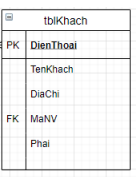 tblKhach
PK DienThoai
TenKhach
DiaChi
FK MaNV
Phai